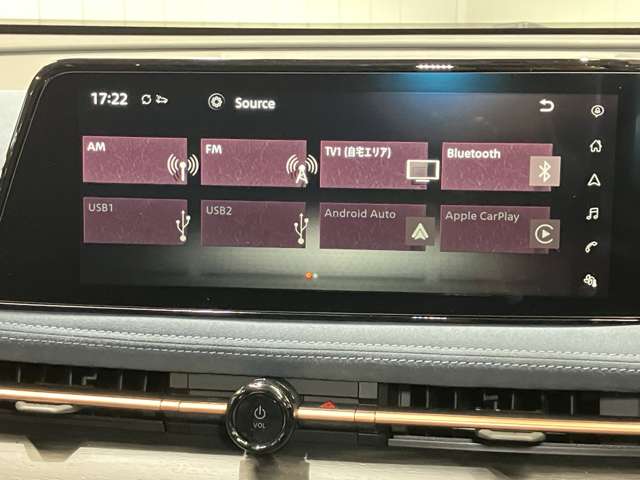 17:22
Source
AM
FM
TV1 (自宅エリア)
Bluetooth
USB1
USB2
Android Auto
Apple CarPlay
VOL